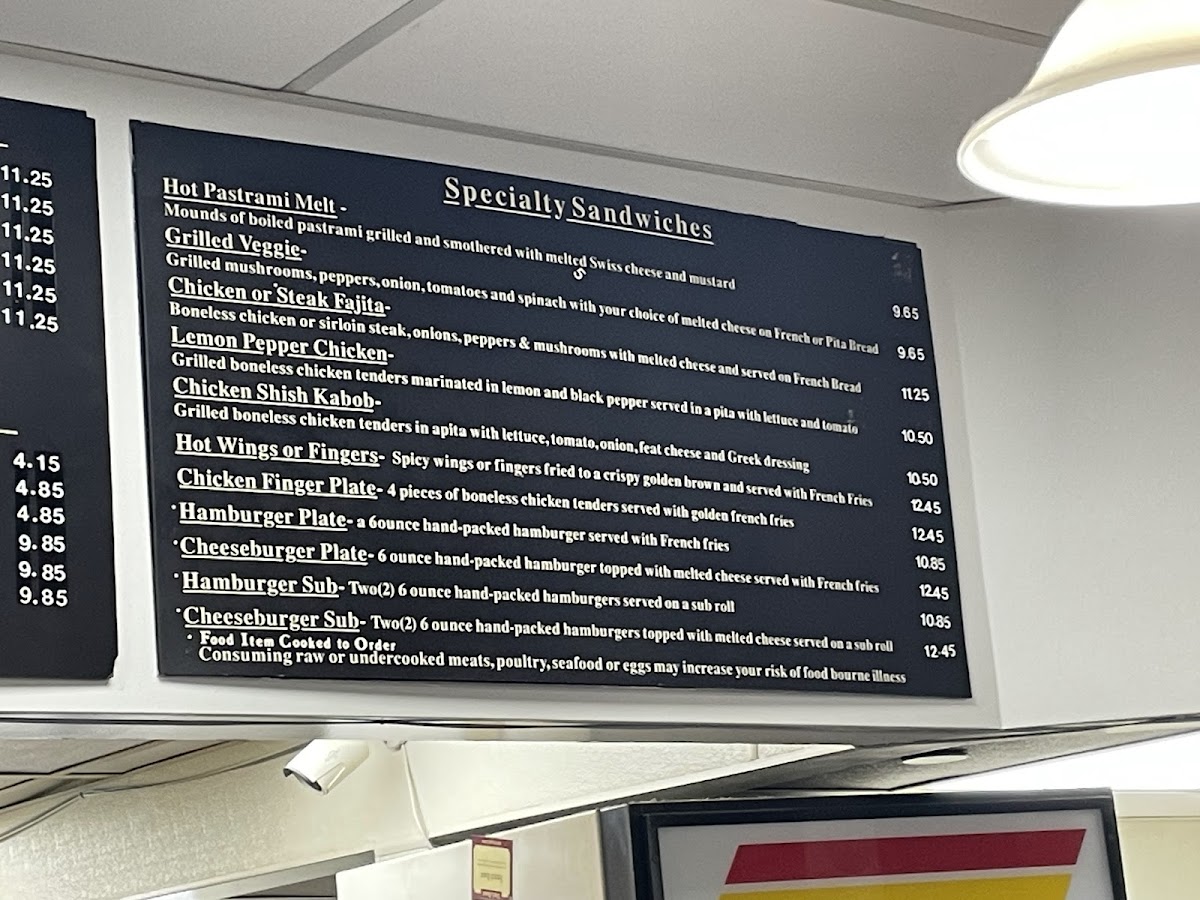 11.25
11.25
11.25
11.25
11.25
11.25
4.15
4.85
4.85
9.85
9.85
9.85
Specialty Sandwiches
Hot Pastrami Melt -
Mounds of boiled pastrami grilled and smothered with melted Swiss cheese and mustard 9.65
Grilled Veggie-
Grilled mushrooms, peppers, onion, tomatoes and spinach with your choice of melted cheese on French or Pita Bread 9.65
Chicken or Steak Fajita-
Boneless chicken or sirloin steak, onions, peppers & mushrooms with melted cheese and served on French Bread 11.25
Lemon Pepper Chicken-
Grilled boneless chicken tenders marinated in lemon and black pepper served in a pita with lettuce and tomato 10.50
Chicken Shish Kabob-
Grilled boneless chicken tenders in apita with lettuce, tomato, onion, feat cheese and Greek dressing 10.50
Hot Wings or Fingers- Spicy wings or fingers fried to a crispy golden brown and served with French Fries 12.45
Chicken Finger Plate- 4 pieces of boneless chicken tenders served with golden french fries 12.45
·Hamburger Plate- a 6ounce hand-packed hamburger served with French fries 10.85
·Cheeseburger Plate- 6 ounce hand-packed hamburger topped with melted cheese served with French fries 12.45
·Hamburger Sub- Two(2) 6 ounce hand-packed hamburgers served on a sub roll 10.85
·Cheeseburger Sub- Two(2) 6 ounce hand-packed hamburgers topped with melted cheese served on a sub roll 12.45
· Food Item Cooked to Order
Consuming raw or undercooked meats, poultry, seafood or eggs may increase your risk of food bourne illness